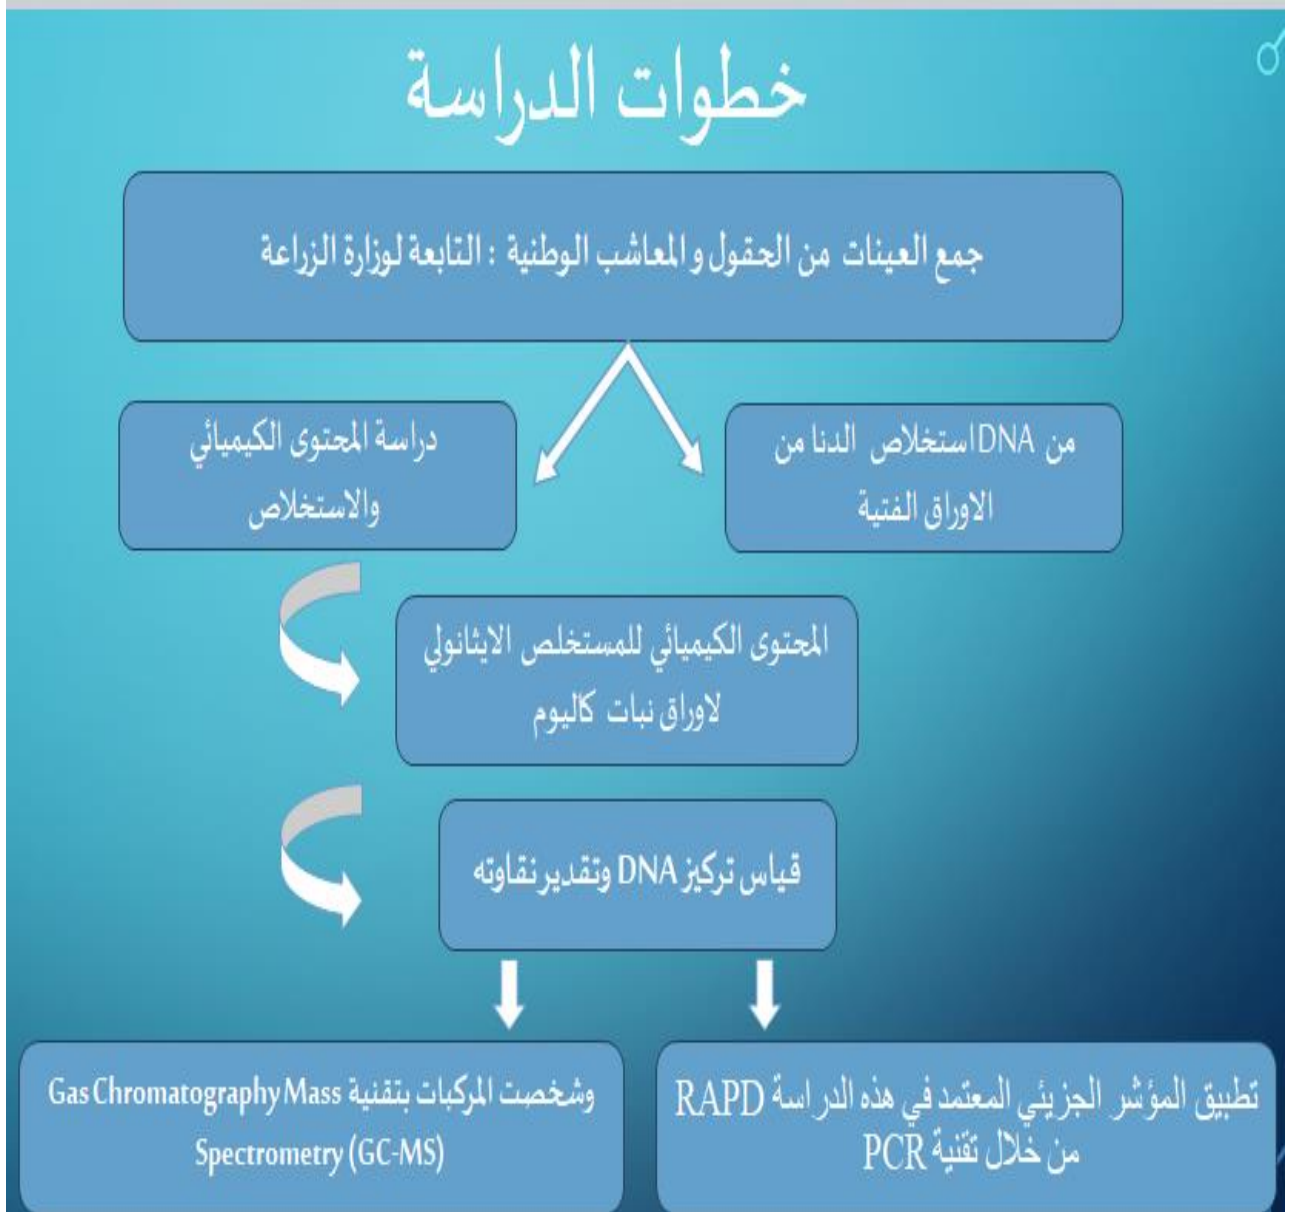 خطوات الدراسة
جمع العينات من الحقول و المعاشب الوطنية : التابعة لوزارة الزراعة
من DNAاستخلاص الدنا من
الاوراق الفتية
دراسة المحتوى الكيميائي
والاستخلاص
المحتوى الكيميائي للمستخلص الايثانولي
لاوراق نبات كاليوم
قياس تركيز DNA وتقدير نقاوته
تطبيق المؤشر الجزيئي المعتمد في هذه الدراسة RAPD
من خلال تقنية PCR
وشخصت المركبات بتقنية Gas Chromatography Mass
Spectrometry (GC-MS)